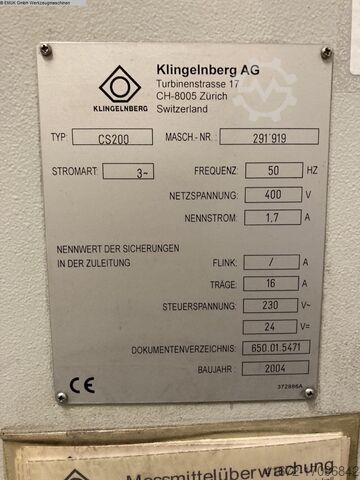 © EMUK GmbH Werkzeugmaschinen
Klingelnberg AG
Turbinenstrasse 17
CH-8005 Zürich
Switzerland
KLINGELNBERG
TYP: CS200 MASCH.-NR.: 291'919
STROMART: 3~ FREQUENZ: 50 HZ
NETZSPANNUNG: 400 V
NENNSTROM: 1,7 A
NENNWERT DER SICHERUNGEN
IN DER ZULEITUNG FLINK: / A
TRÄGE: 16 A
STEUERSPANNUNG: 230 V~
24 V=
DOKUMENTENVERZEICHNIS: 650.01.5471
BAUJAHR: 2004
CE
372886A
Messmittelüberwachung